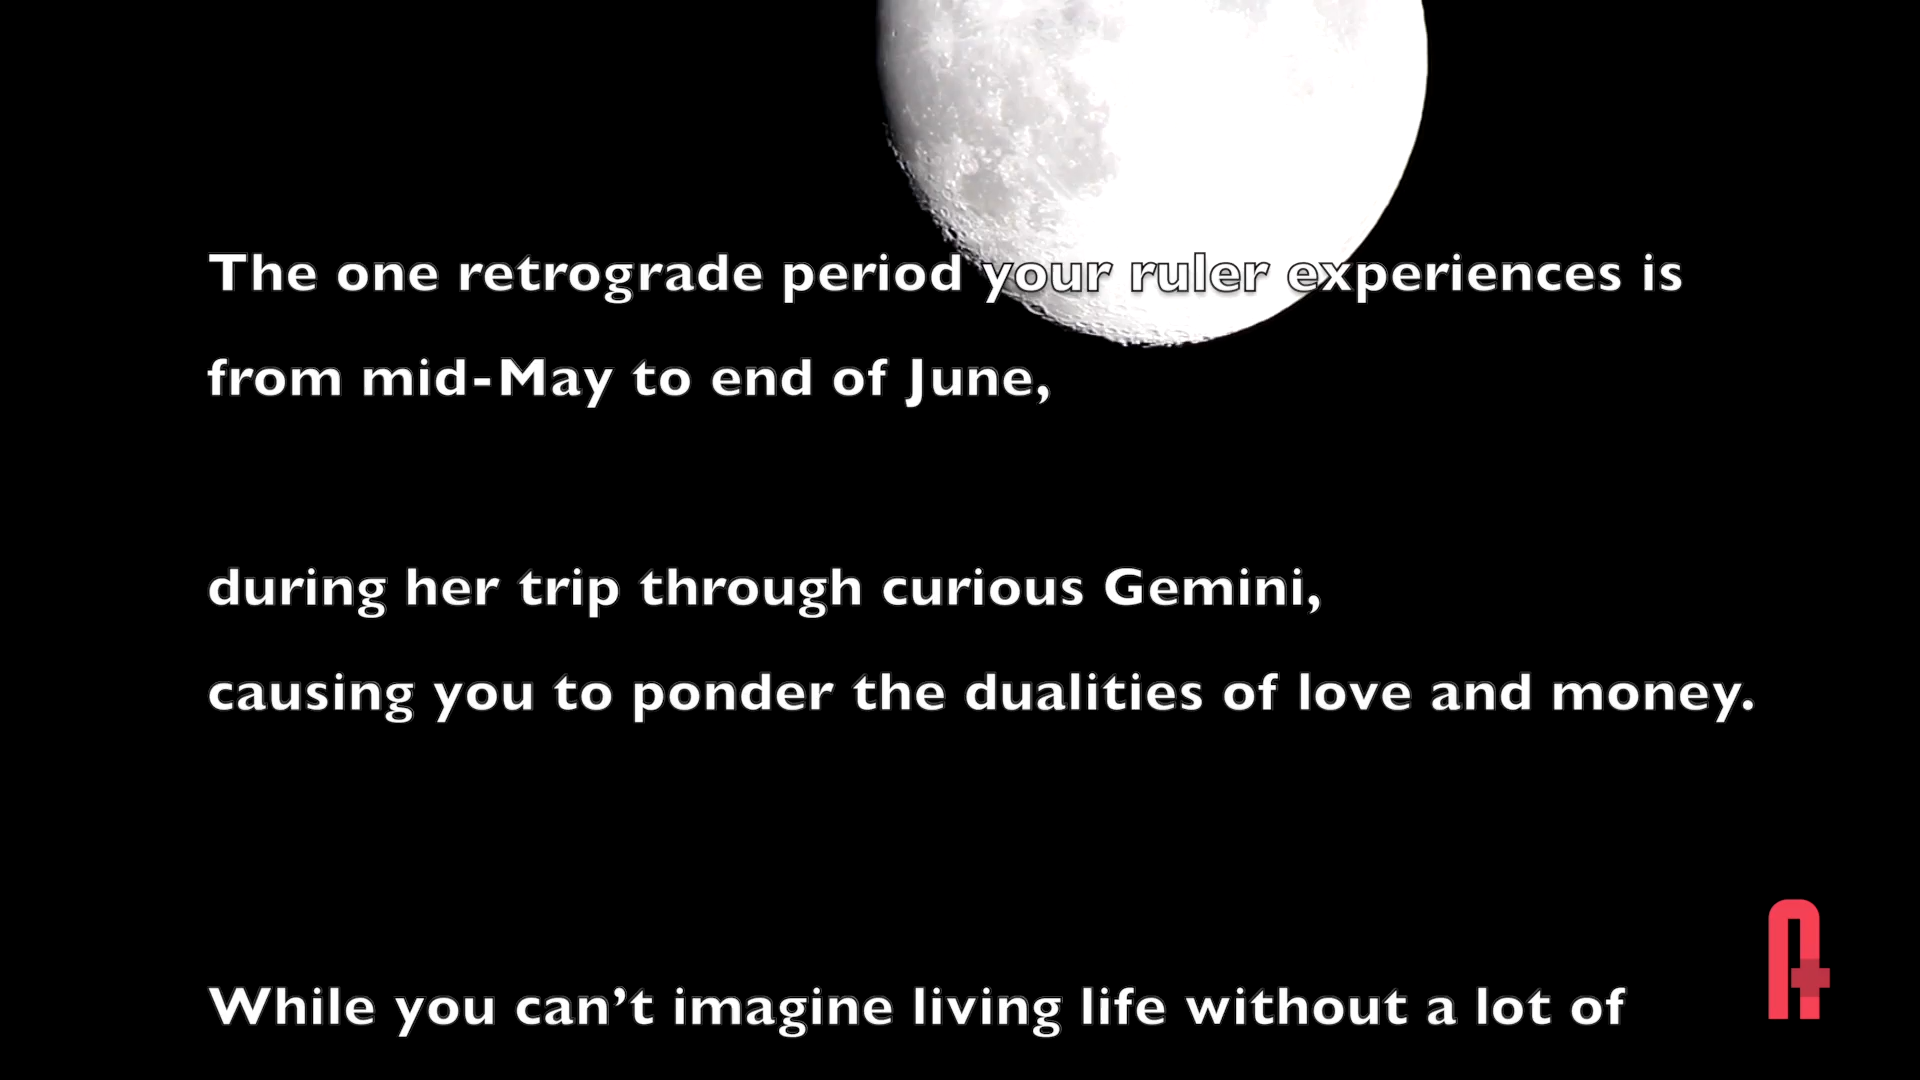 The one retrograde period your ruler experiences is
from mid-May to end of June,
during her trip through curious Gemini,
causing you to ponder the dualities of love and money.
While you can’t imagine living life without a lot of